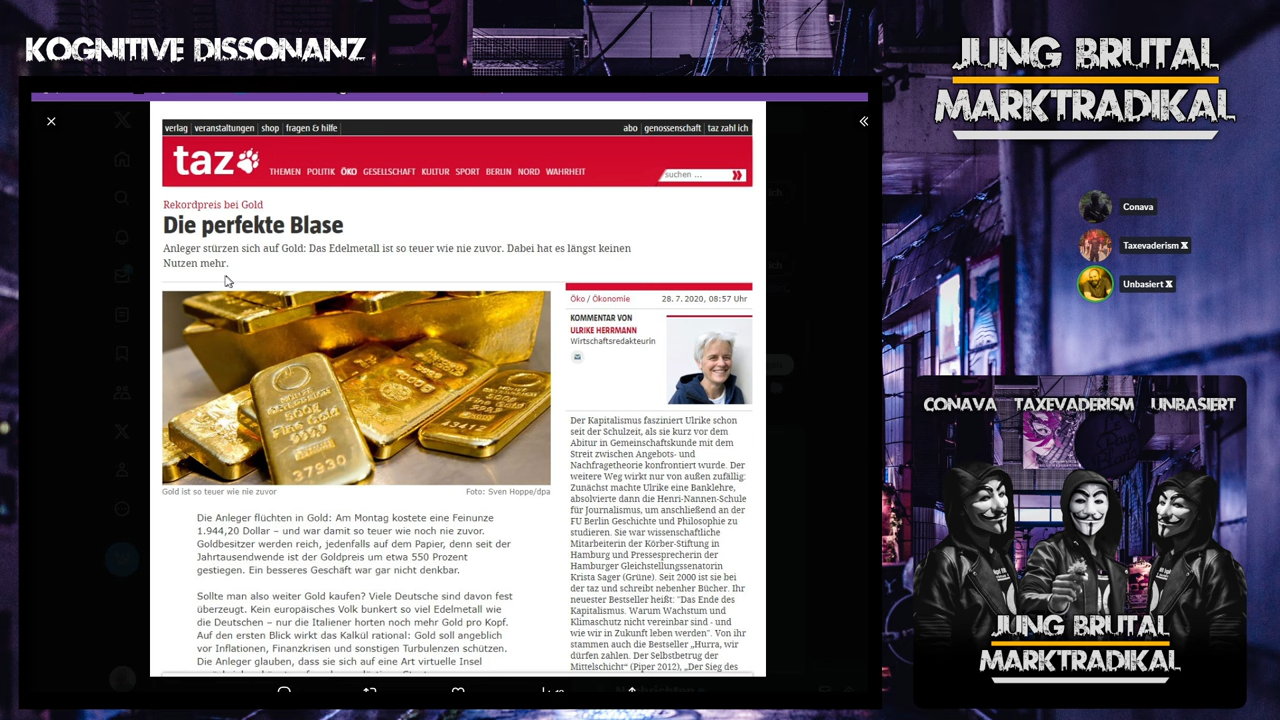 KOGNITIVE DISSONANZ
JUNG BRUTAL
MARKTRADIKAL
verlag | veranstaltungen | shop | fragen & hilfe |
abo | genossenschaft | taz zahl ich
taz
THEMEN POLITIK ÖKO GESELLSCHAFT KULTUR SPORT BERLIN NORD WAHRHEIT
suchen ...
Rekordpreis bei Gold
Die perfekte Blase
Anleger stürzen sich auf Gold: Das Edelmetall ist so teuer wie nie zuvor. Dabei hat es längst keinen
Nutzen mehr.
Gold ist so teuer wie nie zuvor
Foto: Sven Hoppe/dpa
Die Anleger flüchten in Gold: Am Montag kostete eine Feinunze
1.944,20 Dollar – und war damit so teuer wie noch nie zuvor.
Goldbesitzer werden reich, jedenfalls auf dem Papier, denn seit der
Jahrtausendwende ist der Goldpreis um etwa 550 Prozent
gestiegen. Ein besseres Geschäft war gar nicht denkbar.
Sollte man also weiter Gold kaufen? Viele Deutsche sind davon fest
überzeugt. Kein europäisches Volk bunkert so viel Edelmetall wie
die Deutschen – nur die Italiener horten noch mehr Gold pro Kopf.
Auf den ersten Blick wirkt das Kalkül rational: Gold soll angeblich
vor Inflationen, Finanzkrisen und sonstigen Turbulenzen schützen.
Die Anleger glauben, dass sie sich auf eine Art virtuelle Insel
Öko / Ökonomie
28. 7. 2020, 08:57 Uhr
KOMMENTAR VON
ULRIKE HERRMANN
Wirtschaftsredakteurin
Der Kapitalismus fasziniert Ulrike schon
seit der Schulzeit, als sie kurz vor dem
Abitur in Gemeinschaftskunde mit dem
Streit zwischen Angebots- und
Nachfragetheorie konfrontiert wurde. Der
weitere Weg wirkt nur von außen zufällig:
Zunächst machte Ulrike eine Banklehre,
absolvierte dann die Henri-Nannen-Schule
für Journalismus, um anschließend an der
FU Berlin Geschichte und Philosophie zu
studieren. Sie war wissenschaftliche
Mitarbeiterin der Körber-Stiftung in
Hamburg und Pressesprecherin der
Hamburger Gleichstellungssenatorin
Krista Sager (Grüne). Seit 2000 ist sie bei
der taz und schreibt nebenher Bücher. Ihr
neuester Bestseller heißt: "Das Ende des
Kapitalismus. Warum Wachstum und
Klimaschutz nicht vereinbar sind - und
wie wir in Zukunft leben werden". Von ihr
stammen auch die Bestseller „Hurra, wir
dürfen zahlen. Der Selbstbetrug der
Mittelschicht“ (Piper 2012), „Der Sieg des
37930
Conava
Taxevaderism X
Unbasiert X
CONAVA TAXEVADERISM UNBASIERT
JUNG BRUTAL
MARKTRADIKAL